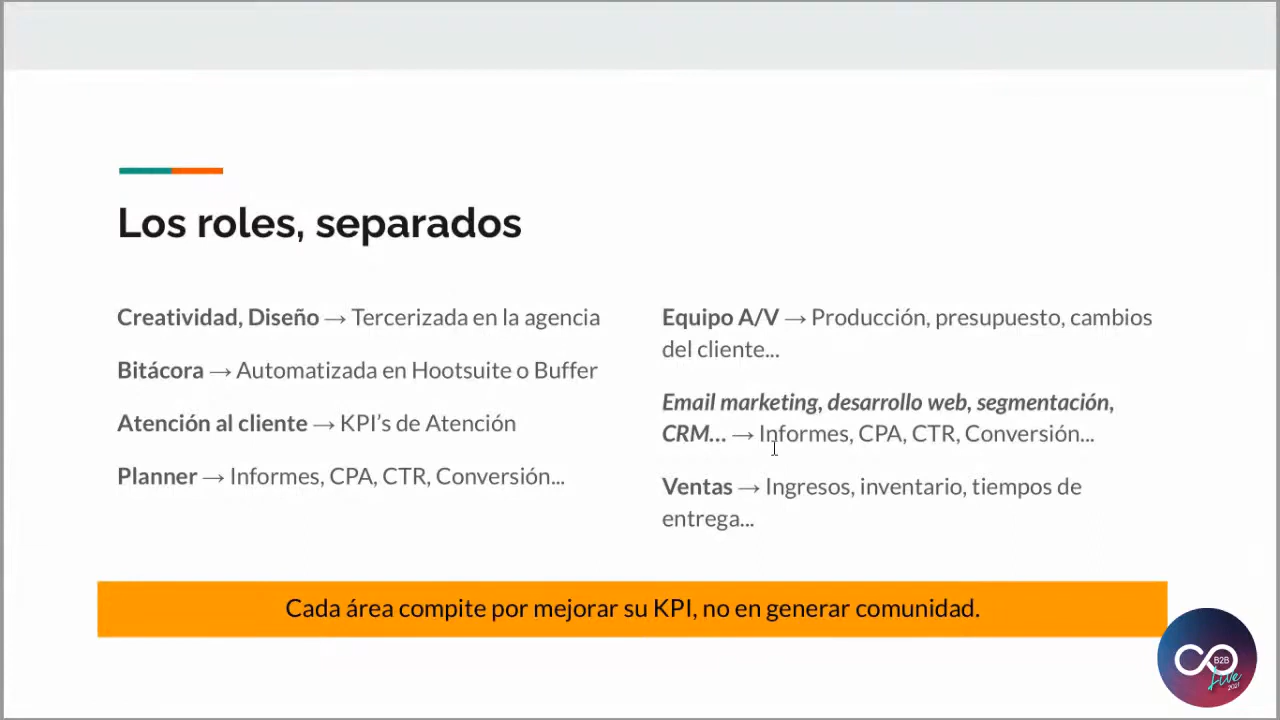 Los roles, separados
Creatividad, Diseño → Tercerizada en la agencia
Bitácora → Automatizada en Hootsuite o Buffer
Atención al cliente → KPI’s de Atención
Planner → Informes, CPA, CTR, Conversión...
Equipo A/V → Producción, presupuesto, cambios
del cliente...
Email marketing, desarrollo web, segmentación,
CRM... → Informes, CPA, CTR, Conversión...
Ventas → Ingresos, inventario, tiempos de
entrega...
Cada área compite por mejorar su KPI, no en generar comunidad.
B2B
Live
2021